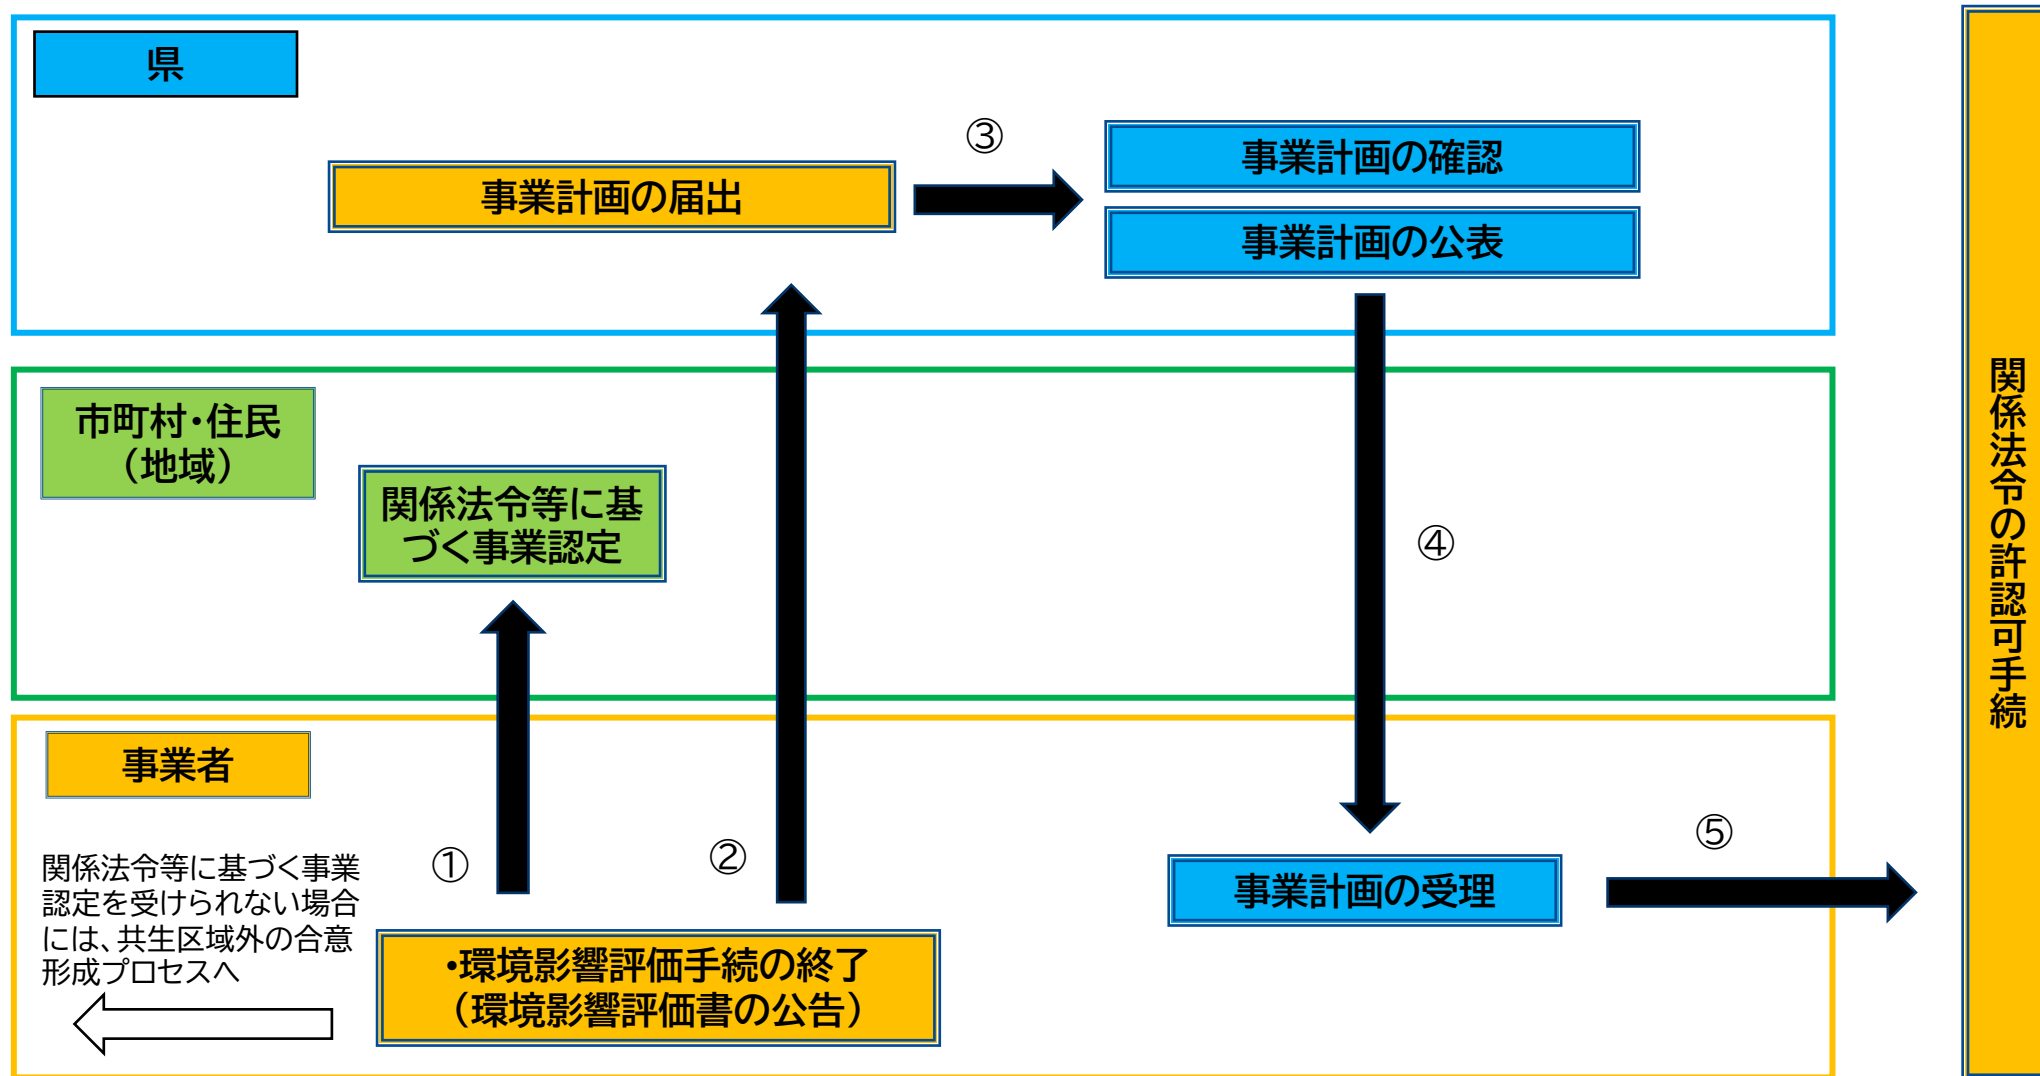 県
事業計画の届出
③
事業計画の確認
事業計画の公表
市町村・住民
（地域）
関係法令等に基
づく事業認定
④
事業者
関係法令等に基づく事業
認定を受けられない場合
には、共生区域外の合意
形成プロセスへ
①
②
・環境影響評価手続の終了
（環境影響評価書の公告）
事業計画の受理
⑤
関係法令の許認可手続